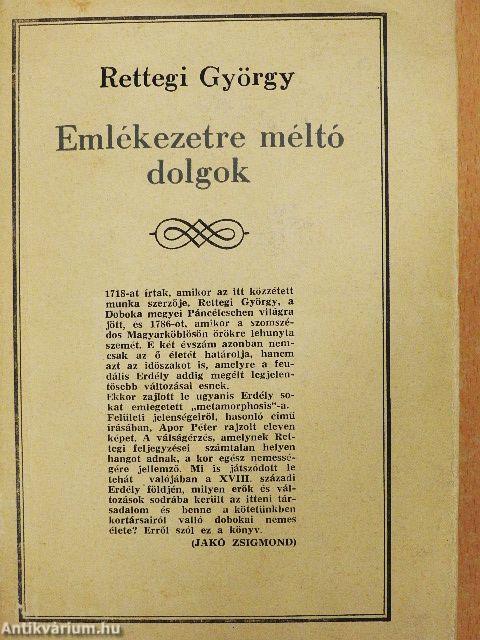 Rettegi György
Emlékezetre méltó
dolgok
1718-at írtak, amikor az itt közzétett
munka szerzője, Rettegi György, a
Doboka megyei Páncélcsehen világra
jött, és 1786-ot, amikor a szomszé-
dos Magyarköblösön örökre lehunyta
szemét. E két évszám azonban nem-
csak az ő életét határolja, hanem
azt az időszakot is, amelyre a feu-
dális Erdély addig megélt legjelen-
tősebb változásai esnek.
Ekkor zajlott le ugyanis Erdély so-
kat emlegetett „metamorphosis"-a.
Felületi jelenségeiről, hasonló című
írásában, Apor Péter rajzolt eleven
képet. A válságérzés, amelynek Ret-
tegi feljegyzései számtalan helyen
hangot adnak, a kor egész nemessé-
gére jellemző. Mi is játszódott le
tehát valójában a XVIII. századi
Erdély földjén, milyen erők és vál-
tozások sodrába került az itteni tár-
sadalom és benne a kötetünkben
kortársairól valló dobokai nemes
élete? Erről szól ez a könyv.
(JAKÓ ZSIGMOND)
Antikvárium.hu